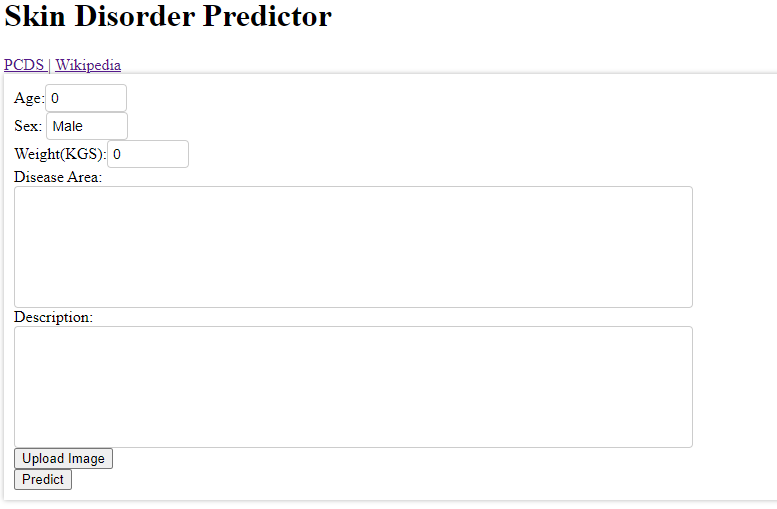 Skin Disorder Predictor
PCDS | Wikipedia
Age: 0
Sex: Male
Weight(KGS): 0
Disease Area:
Description:
Upload Image
Predict